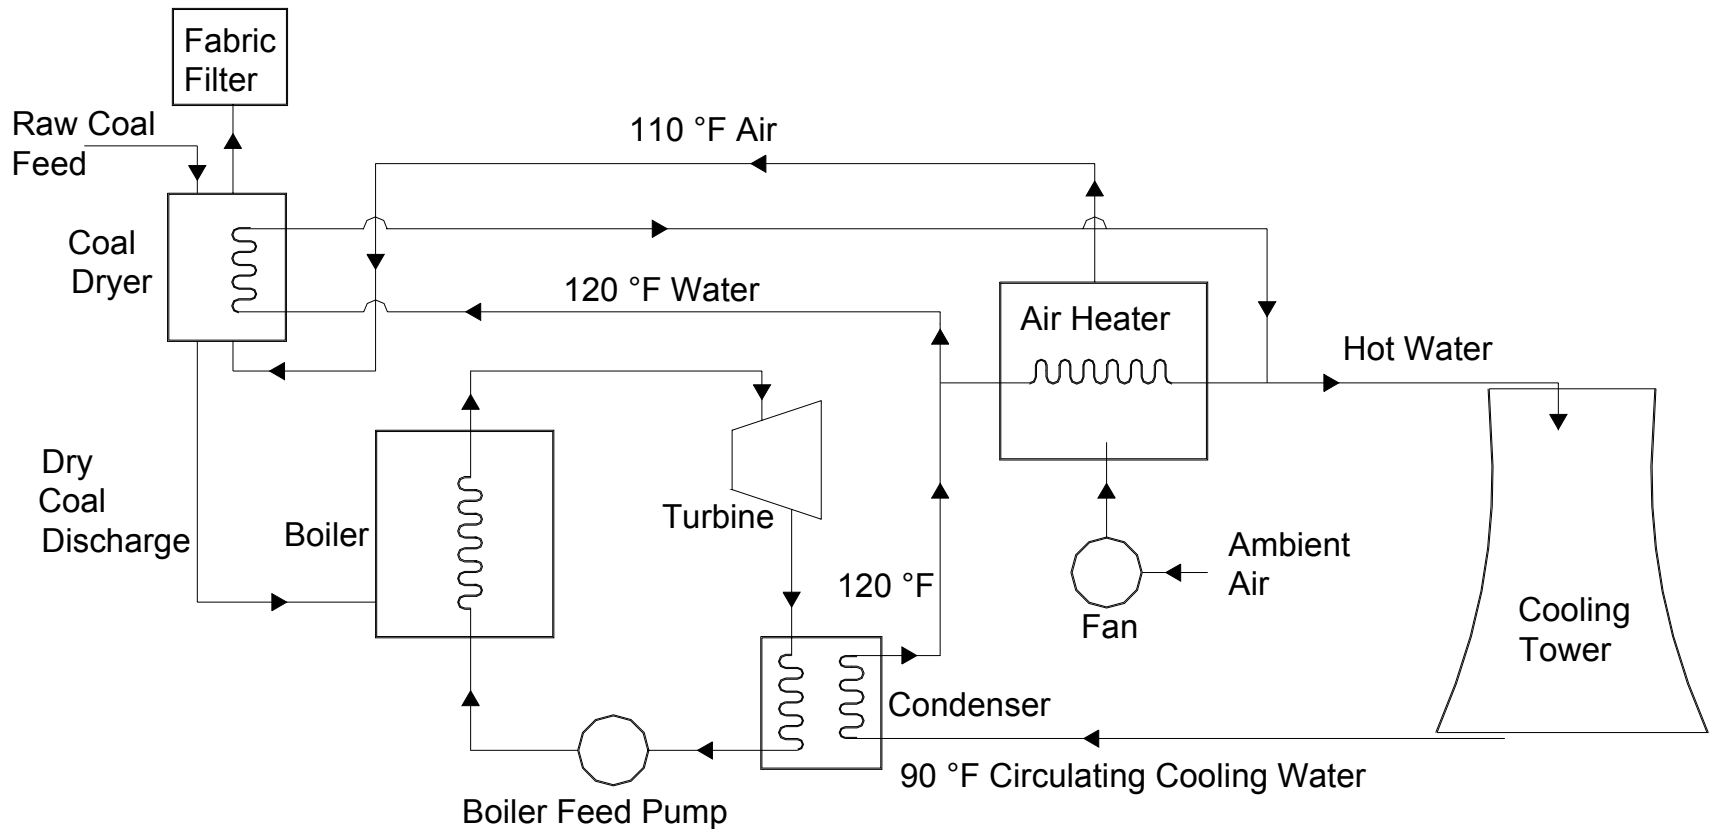 Fabric
Filter
Raw Coal
Feed
110 °F Air
Coal
Dryer
120 °F Water
Air Heater
Hot Water
Dry
Coal
Discharge
Boiler
Turbine
120 °F
Ambient
Air
Fan
Cooling
Tower
Condenser
90 °F Circulating Cooling Water
Boiler Feed Pump